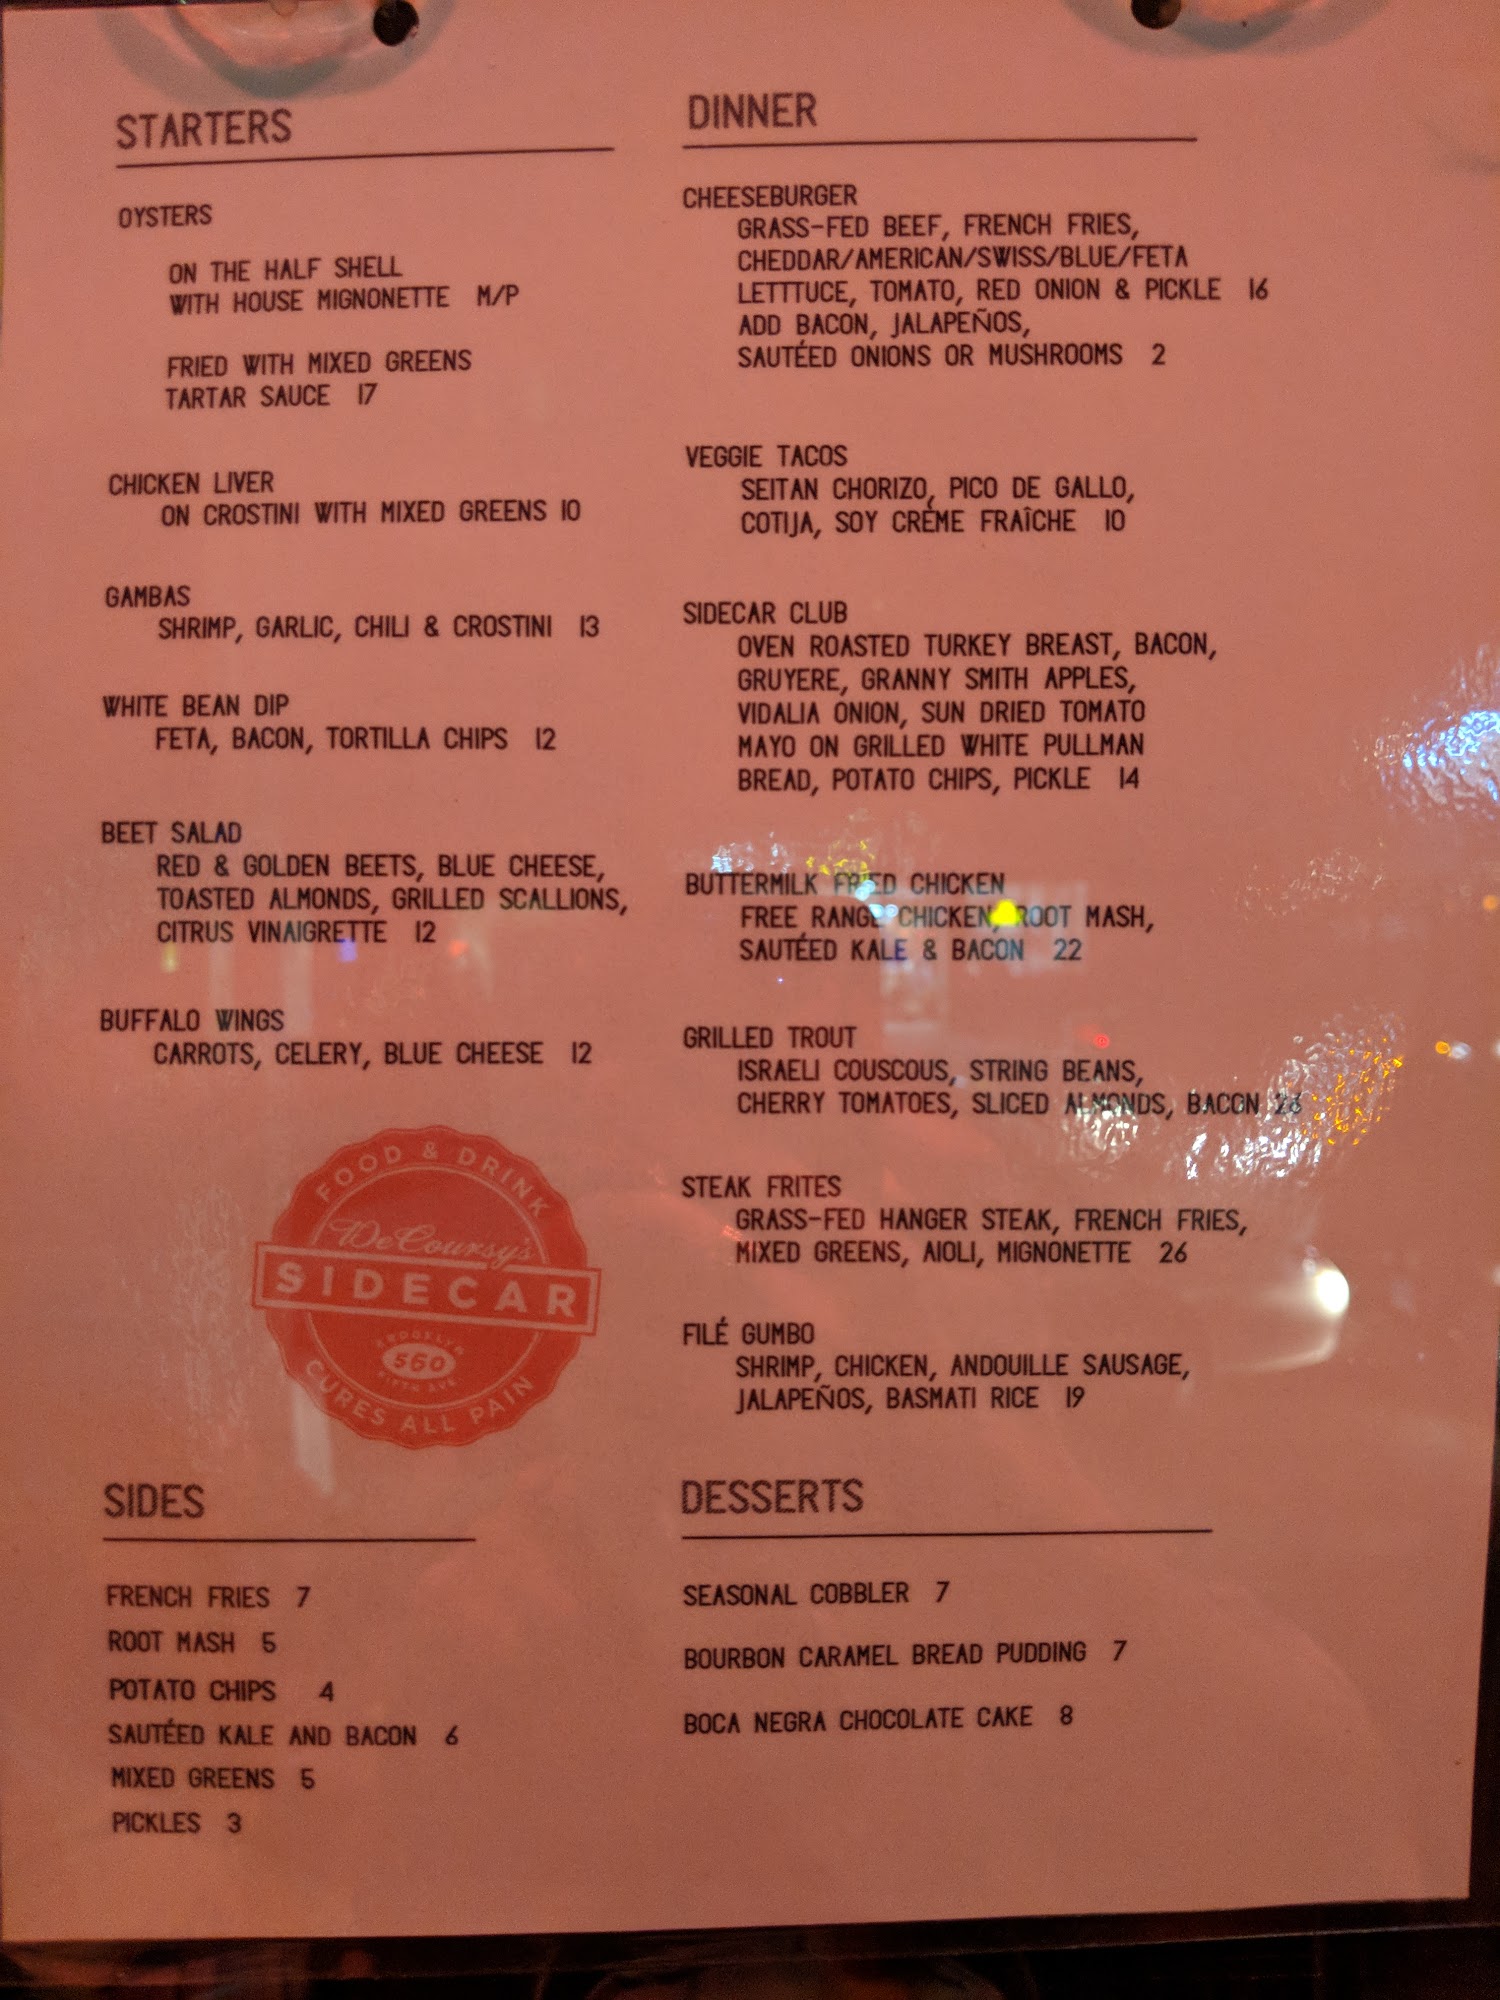 STARTERS
OYSTERS
ON THE HALF SHELL
WITH HOUSE MIGNONETTE M/P
FRIED WITH MIXED GREENS
TARTAR SAUCE 17
CHICKEN LIVER
ON CROSTINI WITH MIXED GREENS 10
GAMBAS
SHRIMP, GARLIC, CHILI & CROSTINI 13
WHITE BEAN DIP
FETA, BACON, TORTILLA CHIPS 12
BEET SALAD
RED & GOLDEN BEETS, BLUE CHEESE,
TOASTED ALMONDS, GRILLED SCALLIONS,
CITRUS VINAIGRETTE 12
BUFFALO WINGS
CARROTS, CELERY, BLUE CHEESE 12
FOOD & DRINK
DeCoursy's
SIDECAR
BROOKLYN
560
FIFTH AVE
CURES ALL PAIN
SIDES
FRENCH FRIES 7
ROOT MASH 5
POTATO CHIPS 4
SAUTÉED KALE AND BACON 6
MIXED GREENS 5
PICKLES 3
DINNER
CHEESEBURGER
GRASS-FED BEEF, FRENCH FRIES,
CHEDDAR/AMERICAN/SWISS/BLUE/FETA
LETTTUCE, TOMATO, RED ONION & PICKLE 16
ADD BACON, JALAPEÑOS,
SAUTÉED ONIONS OR MUSHROOMS 2
VEGGIE TACOS
SEITAN CHORIZO, PICO DE GALLO,
COTIJA, SOY CRÉME FRAÎCHE 10
SIDECAR CLUB
OVEN ROASTED TURKEY BREAST, BACON,
GRUYERE, GRANNY SMITH APPLES,
VIDALIA ONION, SUN DRIED TOMATO
MAYO ON GRILLED WHITE PULLMAN
BREAD, POTATO CHIPS, PICKLE 14
BUTTERMILK FRIED CHICKEN
FREE RANGE CHICKEN, ROOT MASH,
SAUTÉED KALE & BACON 22
GRILLED TROUT
ISRAELI COUSCOUS, STRING BEANS,
CHERRY TOMATOES, SLICED ALMONDS, BACON
STEAK FRITES
GRASS-FED HANGER STEAK, FRENCH FRIES,
MIXED GREENS, AIOLI, MIGNONETTE 26
FILÉ GUMBO
SHRIMP, CHICKEN, ANDOUILLE SAUSAGE,
JALAPEÑOS, BASMATI RICE 19
DESSERTS
SEASONAL COBBLER 7
BOURBON CARAMEL BREAD PUDDING 7
BOCA NEGRA CHOCOLATE CAKE 8